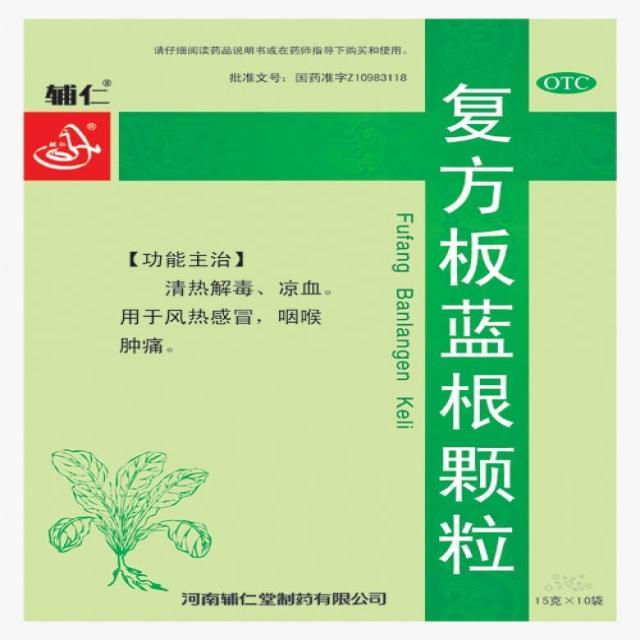 请仔细阅读药品说明书或在药师指导下购买和使用。
批准文号：国药准字Z10983118
辅仁®
辅仁®
OTC
复方板蓝根颗粒
Fufang Banlangen Keli
【功能主治】
清热解毒、凉血。
用于风热感冒，咽喉
肿痛。
河南辅仁堂制药有限公司
15克×10袋